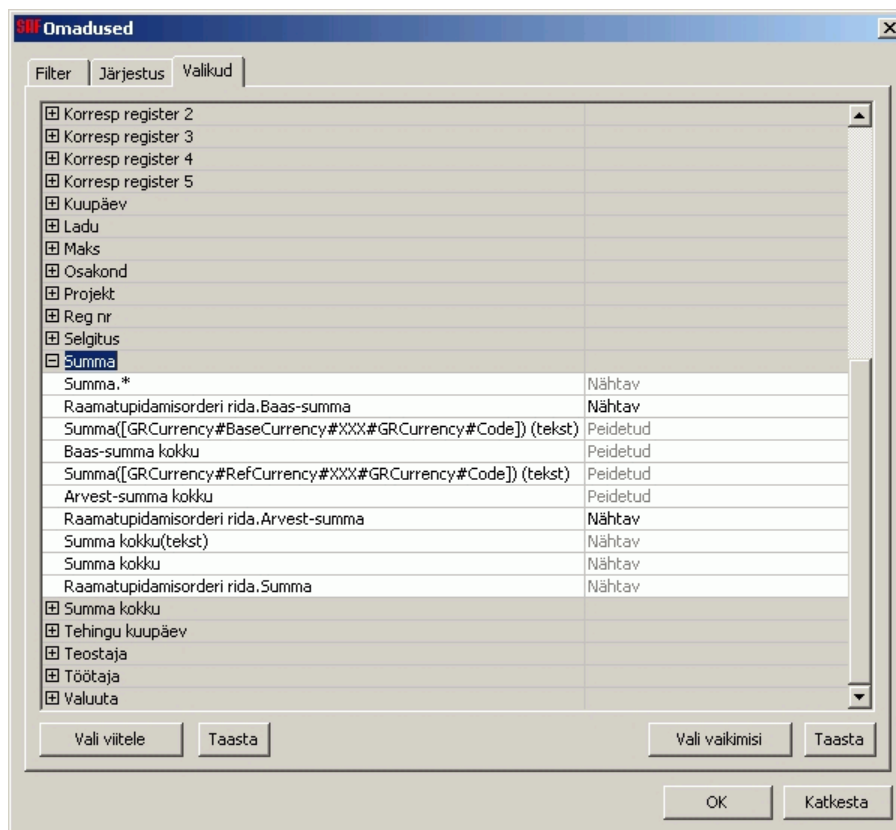 SAF Omadused
Filter Järjestus Valikud
Korresp register 2
Korresp register 3
Korresp register 4
Korresp register 5
Kuupäev
Ladu
Maks
Osakond
Projekt
Reg nr
Selgitus
Summa
Summa.* Nähtav
Raamatupidamisorderi rida.Baas-summa Nähtav
Summa([GRCurrency#BaseCurrency#XXX#GRCurrency#Code]) (tekst) Peidetud
Baas-summa kokku Peidetud
Summa([GRCurrency#RefCurrency#XXX#GRCurrency#Code]) (tekst) Peidetud
Arvest-summa kokku Peidetud
Raamatupidamisorderi rida.Arvest-summa Nähtav
Summa kokku(tekst) Nähtav
Summa kokku Nähtav
Raamatupidamisorderi rida.Summa Nähtav
Summa kokku
Tehingu kuupäev
Teostaja
Töötaja
Valuuta
Vali viitele Taasta Vali vaikimisi Taasta
OK Katkesta